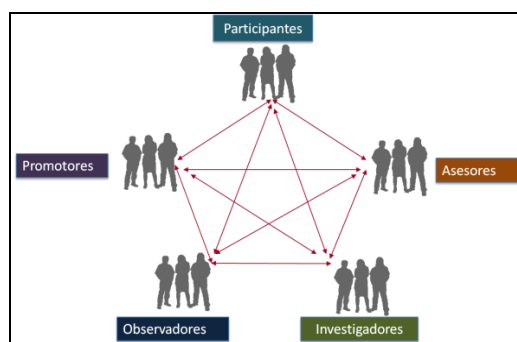 Participantes
Promotores
Asesores
Observadores
Investigadores